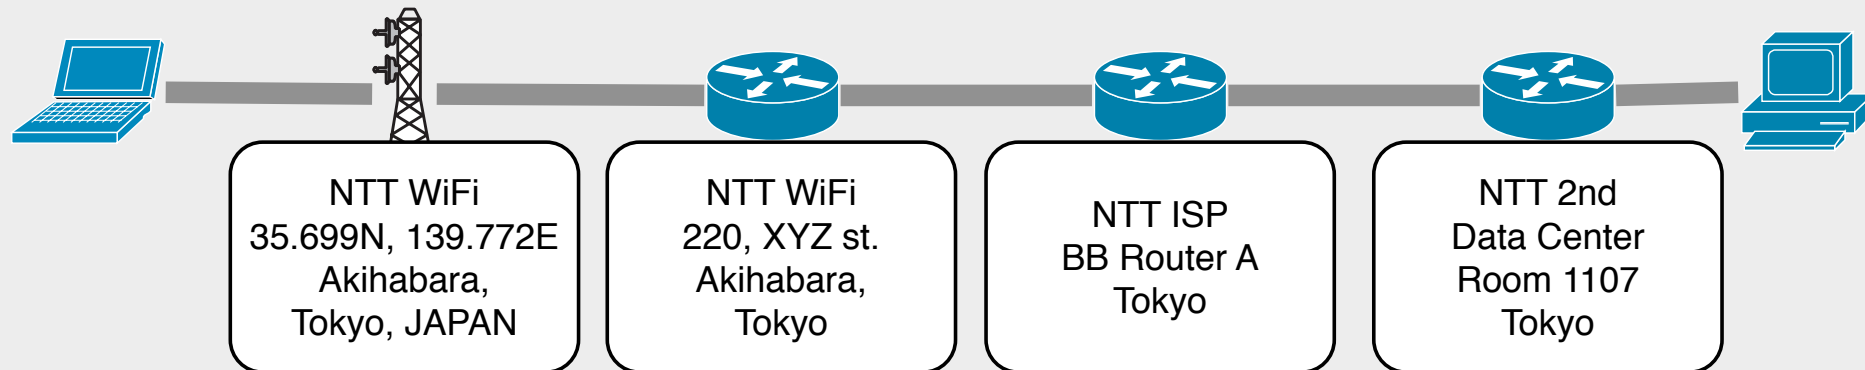 NTT WiFi
35.699N, 139.772E
Akihabara,
Tokyo, JAPAN
NTT WiFi
220, XYZ st.
Akihabara,
Tokyo
NTT ISP
BB Router A
Tokyo
NTT 2nd
Data Center
Room 1107
Tokyo